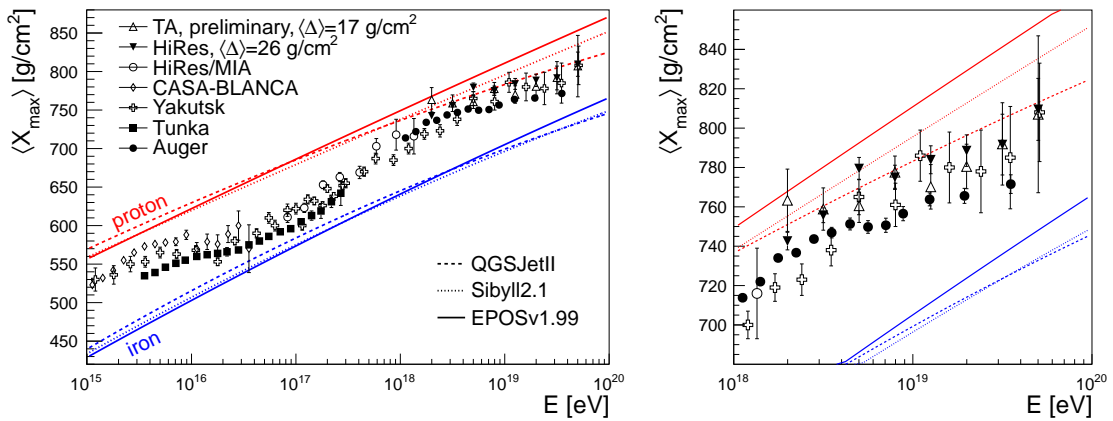 ⟨X_max⟩ [g/cm²]
850
800
750
700
650
600
550
500
450
△ TA, preliminary, ⟨Δ⟩=17 g/cm²
▼ HiRes, ⟨Δ⟩=26 g/cm²
○ HiRes/MIA
◇ CASA-BLANCA
✚ Yakutsk
■ Tunka
● Auger
proton
iron
QGSJetII
Sibyll2.1
EPOSv1.99
10¹⁵ 10¹⁶ 10¹⁷ 10¹⁸ 10¹⁹ 10²⁰
E [eV]
⟨X_max⟩ [g/cm²]
840
820
800
780
760
740
720
700
10¹⁸ 10¹⁹ 10²⁰
E [eV]